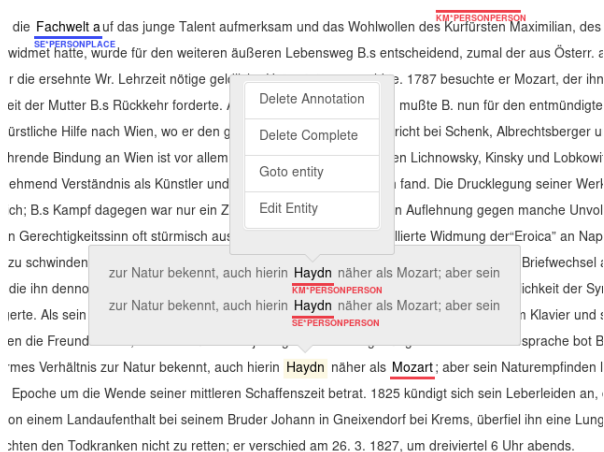 KM*PERSONPERSON
die Fachwelt auf das junge Talent aufmerksam und das Wohlwollen des Kurfürsten Maximilian, des
SE*PERSONPLACE
widmet hatte, wurde für den weiteren äußeren Lebensweg B.s entscheidend, zumal der aus Österr. a
r die ersehnte Wr. Lehrzeit nötige gel e. 1787 besuchte er Mozart, der ihn
Delete Annotation
eit der Mutter B.s Rückkehr forderte. mußte B. nun für den entmündigte
Delete Complete
ürstliche Hilfe nach Wien, wo er den g richt bei Schenk, Albrechtsberger u
hrende Bindung an Wien ist vor allem en Lichnowsky, Kinsky und Lobkowi
Goto entity
ehmend Verständnis als Künstler und fand. Die Drucklegung seiner Werk
Edit Entity
ch; B.s Kampf dagegen war nur ein Z n Auflehnung gegen manche Unvol
n Gerechtigkeitssinn oft stürmisch aus llierte Widmung der“Eroica” an Nap
zu schwinden Briefwechsel a
zur Natur bekennt, auch hierin Haydn näher als Mozart; aber sein
KM*PERSONPERSON
die ihn denno ichkeit der Syr
zur Natur bekennt, auch hierin Haydn näher als Mozart; aber sein
SE*PERSONPERSON
gerte. Als sein n Klavier und s
en die Freund sprache bot B
rmes Verhältnis zur Natur bekennt, auch hierin Haydn näher als Mozart; aber sein Naturempfinden l
Epoche um die Wende seiner mittleren Schaffenszeit betrat. 1825 kündigt sich sein Leberleiden an,
on einem Landaufenthalt bei seinem Bruder Johann in Gneixendorf bei Krems, überfiel ihn eine Lung
chten den Todkranken nicht zu retten; er verschied am 26. 3. 1827, um dreiviertel 6 Uhr abends.